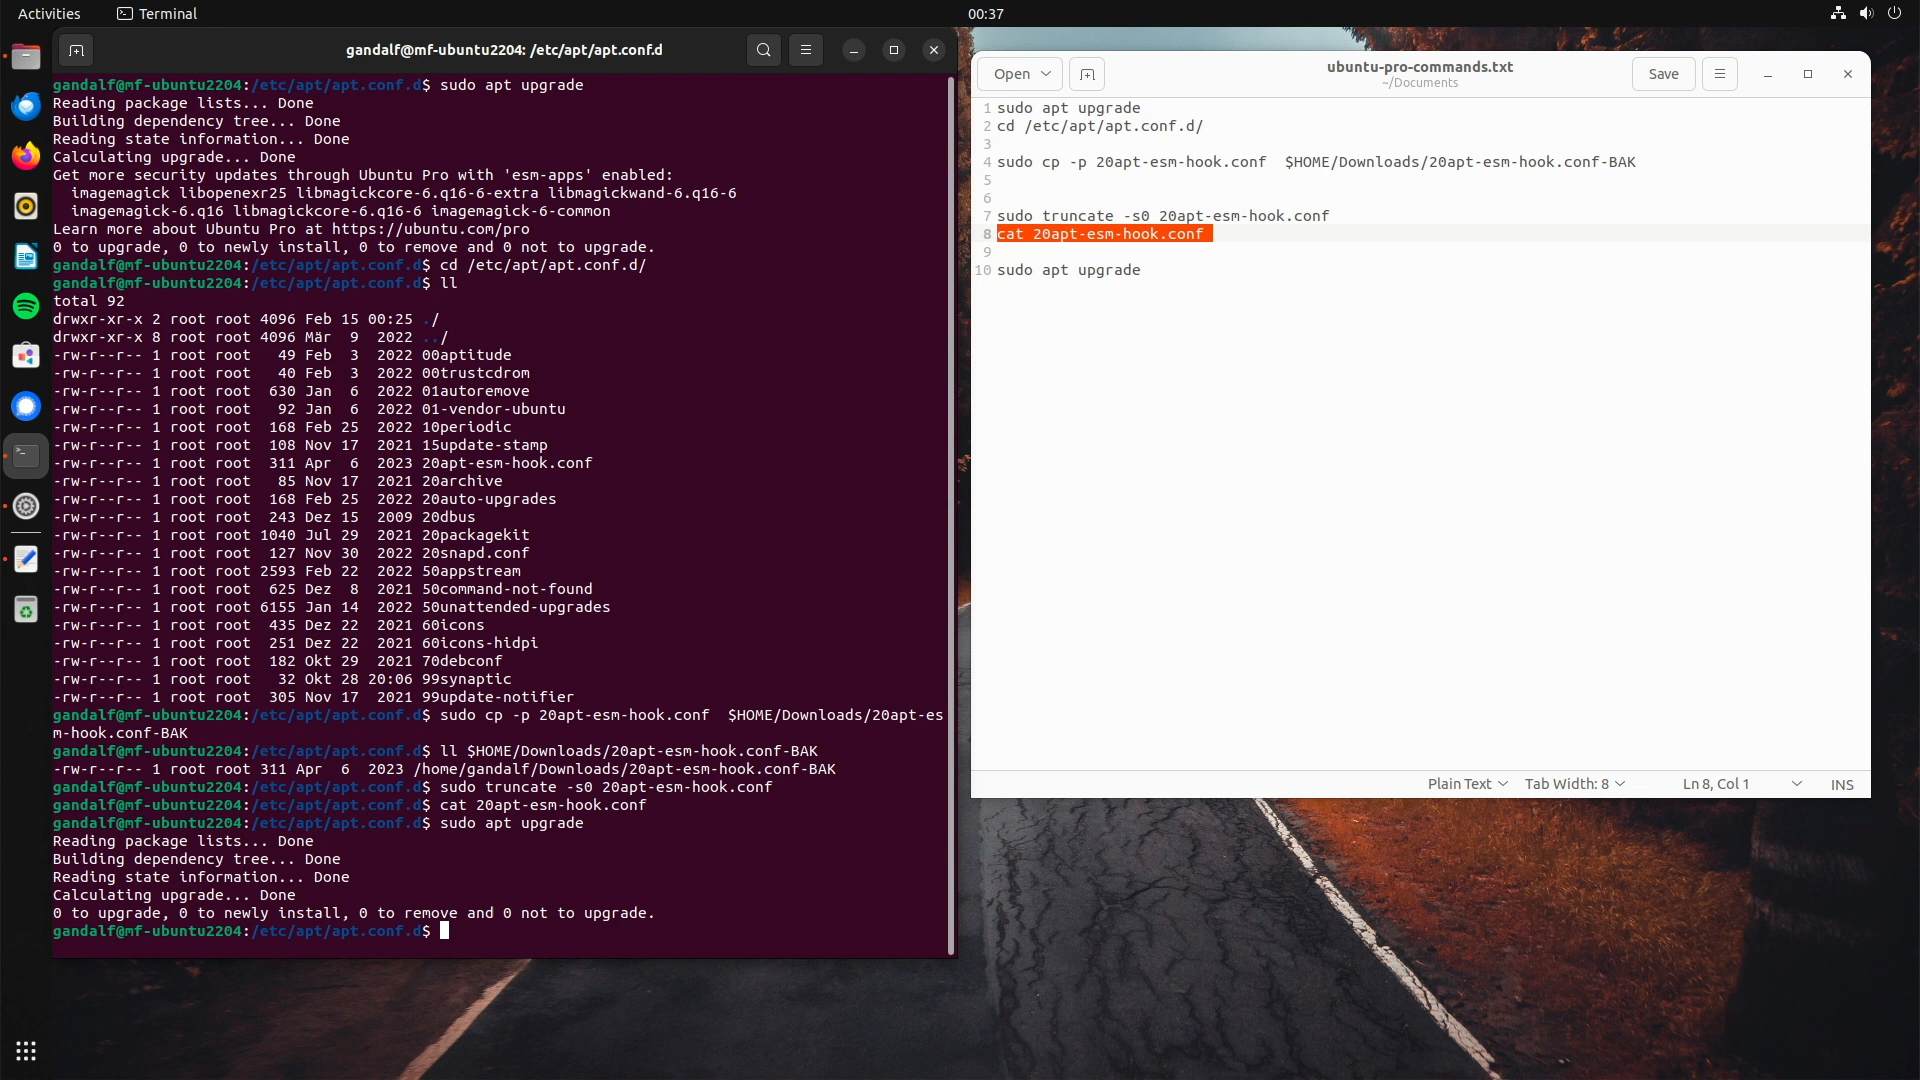 Activities
Terminal
00:37
gandalf@mf-ubuntu2204: /etc/apt/apt.conf.d
gandalf@mf-ubuntu2204:/etc/apt/apt.conf.d$ sudo apt upgrade
Reading package lists... Done
Building dependency tree... Done
Reading state information... Done
Calculating upgrade... Done
Get more security updates through Ubuntu Pro with 'esm-apps' enabled:
  imagemagick libopenexr25 libmagickcore-6.q16-6-extra libmagickwand-6.q16-6
  imagemagick-6.q16 libmagickcore-6.q16-6 imagemagick-6-common
Learn more about Ubuntu Pro at https://ubuntu.com/pro
0 to upgrade, 0 to newly install, 0 to remove and 0 not to upgrade.
gandalf@mf-ubuntu2204:/etc/apt/apt.conf.d$ cd /etc/apt/apt.conf.d/
gandalf@mf-ubuntu2204:/etc/apt/apt.conf.d$ ll
total 92
drwxr-xr-x 2 root root 4096 Feb 15 00:25 ./
drwxr-xr-x 8 root root 4096 Mär  9  2022 ../
-rw-r--r-- 1 root root   49 Feb  3  2022 00aptitude
-rw-r--r-- 1 root root   40 Feb  3  2022 00trustcdrom
-rw-r--r-- 1 root root  630 Jan  6  2022 01autoremove
-rw-r--r-- 1 root root   92 Jan  6  2022 01-vendor-ubuntu
-rw-r--r-- 1 root root  168 Feb 25  2022 10periodic
-rw-r--r-- 1 root root  108 Nov 17  2021 15update-stamp
-rw-r--r-- 1 root root  311 Apr  6  2023 20apt-esm-hook.conf
-rw-r--r-- 1 root root   85 Nov 17  2021 20archive
-rw-r--r-- 1 root root  168 Feb 25  2022 20auto-upgrades
-rw-r--r-- 1 root root  243 Dez 15  2009 20dbus
-rw-r--r-- 1 root root 1040 Jul 29  2021 20packagekit
-rw-r--r-- 1 root root  127 Nov 30  2022 20snapd.conf
-rw-r--r-- 1 root root 2593 Feb 22  2022 50appstream
-rw-r--r-- 1 root root  625 Dez  8  2021 50command-not-found
-rw-r--r-- 1 root root 6155 Jan 14  2022 50unattended-upgrades
-rw-r--r-- 1 root root  435 Dez 22  2021 60icons
-rw-r--r-- 1 root root  251 Dez 22  2021 60icons-hidpi
-rw-r--r-- 1 root root  182 Okt 29  2021 70debconf
-rw-r--r-- 1 root root   32 Okt 28 20:06 99synaptic
-rw-r--r-- 1 root root  305 Nov 17  2021 99update-notifier
gandalf@mf-ubuntu2204:/etc/apt/apt.conf.d$ sudo cp -p 20apt-esm-hook.conf  $HOME/Downloads/20apt-es
m-hook.conf-BAK
gandalf@mf-ubuntu2204:/etc/apt/apt.conf.d$ ll $HOME/Downloads/20apt-esm-hook.conf-BAK
-rw-r--r-- 1 root root 311 Apr  6  2023 /home/gandalf/Downloads/20apt-esm-hook.conf-BAK
gandalf@mf-ubuntu2204:/etc/apt/apt.conf.d$ sudo truncate -s0 20apt-esm-hook.conf
gandalf@mf-ubuntu2204:/etc/apt/apt.conf.d$ cat 20apt-esm-hook.conf
gandalf@mf-ubuntu2204:/etc/apt/apt.conf.d$ sudo apt upgrade
Reading package lists... Done
Building dependency tree... Done
Reading state information... Done
Calculating upgrade... Done
0 to upgrade, 0 to newly install, 0 to remove and 0 not to upgrade.
gandalf@mf-ubuntu2204:/etc/apt/apt.conf.d$
Open
ubuntu-pro-commands.txt
~/Documents
Save
1 sudo apt upgrade
2 cd /etc/apt/apt.conf.d/
3
4 sudo cp -p 20apt-esm-hook.conf  $HOME/Downloads/20apt-esm-hook.conf-BAK
5
6
7 sudo truncate -s0 20apt-esm-hook.conf
8 cat 20apt-esm-hook.conf
9
10 sudo apt upgrade
Plain Text
Tab Width: 8
Ln 8, Col 1
INS